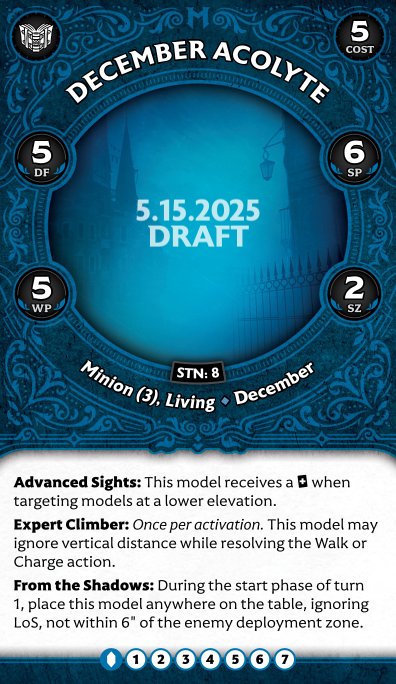 5
COST
DECEMBER ACOLYTE
5
DF
6
SP
5.15.2025
DRAFT
5
WP
2
SZ
STN: 8
Minion (3), Living ◆ December
Advanced Sights: This model receives a + when
targeting models at a lower elevation.
Expert Climber: Once per activation. This model may
ignore vertical distance while resolving the Walk or
Charge action.
From the Shadows: During the start phase of turn
1, place this model anywhere on the table, ignoring
LoS, not within 6" of the enemy deployment zone.
1 2 3 4 5 6 7